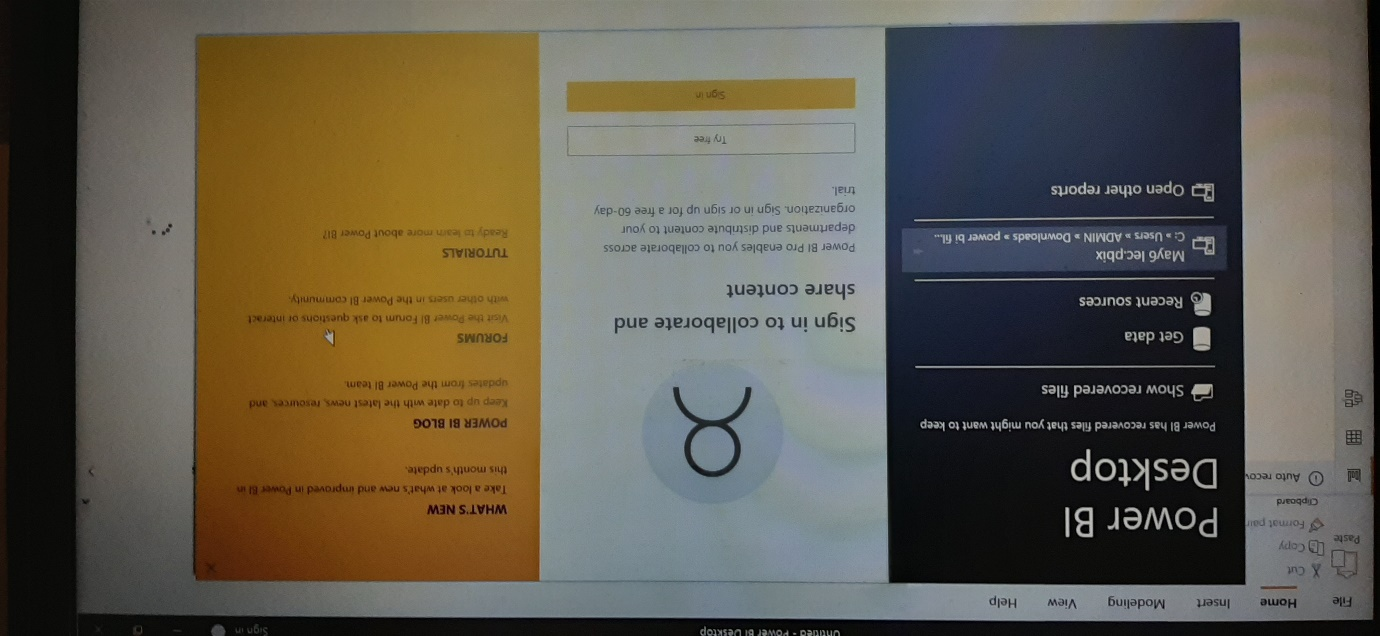 Untitled - Power BI Desktop
Sign in
File Home Insert Modeling View Help
Paste
Cut
Copy
Format
Clipboard
Auto
Power BI
Desktop
Power BI has recovered files that you might want to keep
Show recovered files
Get data
Recent sources
May6 lec.pbix
C: » Users » ADMIN » Downloads » power bi fil...
Open other reports
Sign in to collaborate and
share content
Power BI Pro enables you to collaborate across
departments and distribute content to your
organization. Sign in or sign up for a free 60-day
trial.
Try free
Sign in
WHAT'S NEW
Take a look at what's new and improved in Power BI in
this month's update.
POWER BI BLOG
Keep up to date with the latest news, resources, and
updates from the Power BI team.
FORUMS
Visit the Power BI Forum to ask questions or interact
with other users in the Power BI community.
TUTORIALS
Ready to learn more about Power BI?